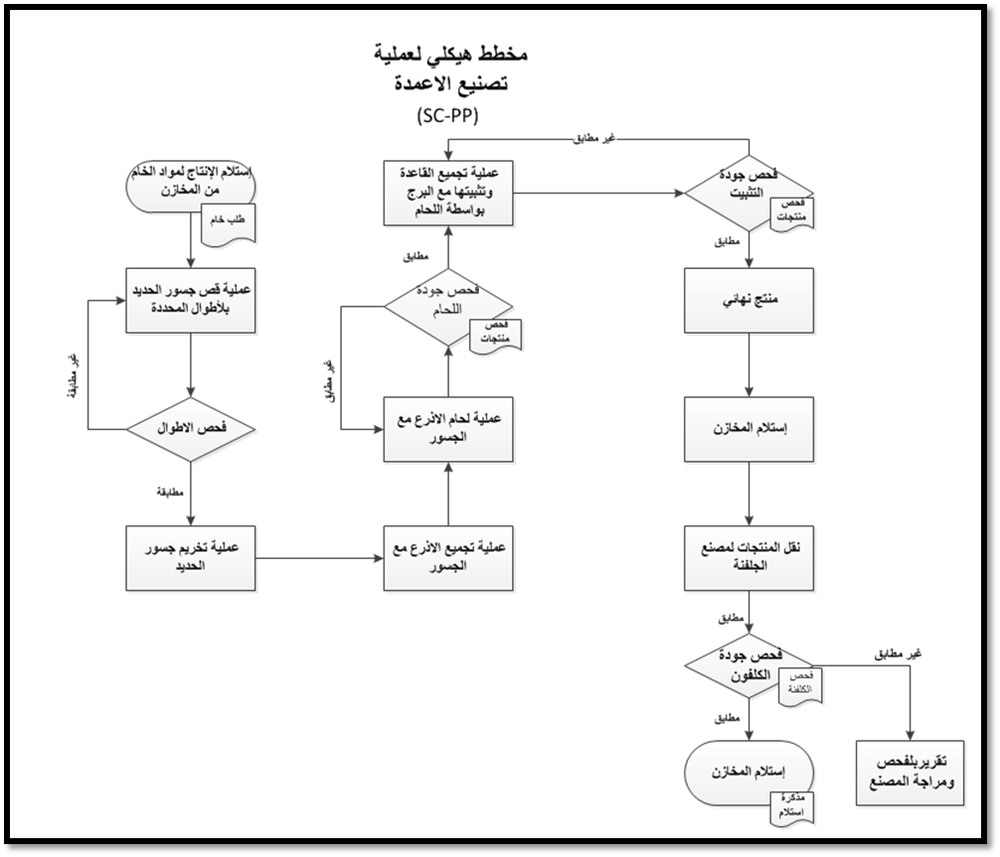 مخطط هيكلي لعملية
تصنيع الاعمدة
(SC-PP)
إستلام الإنتاج لمواد الخام
من المخازن
طلب خام
عملية قص جسور الحديد
بلأطوال المحددة
غير مطابقة
فحص الاطوال
مطابقة
عملية تخريم جسور
الحديد
عملية تجميع الاذرع مع
الجسور
عملية لحام الاذرع مع
الجسور
غير مطابق
فحص جودة
اللحام
فحص
منتجات
مطابق
عملية تجميع القاعدة
وتثبيتها مع البرج
بواسطة اللحام
غير مطابق
فحص جودة
التثبيت
فحص
منتجات
مطابق
منتج نهائي
إستلام المخازن
نقل المنتجات لمصنع
الجلفنة
مطابق
فحص جودة
الكلفون
فحص
الكلفنة
غير مطابق
مطابق
إستلام المخازن
مذكرة
استلام
تقريربلفحص
ومراجة المصنع